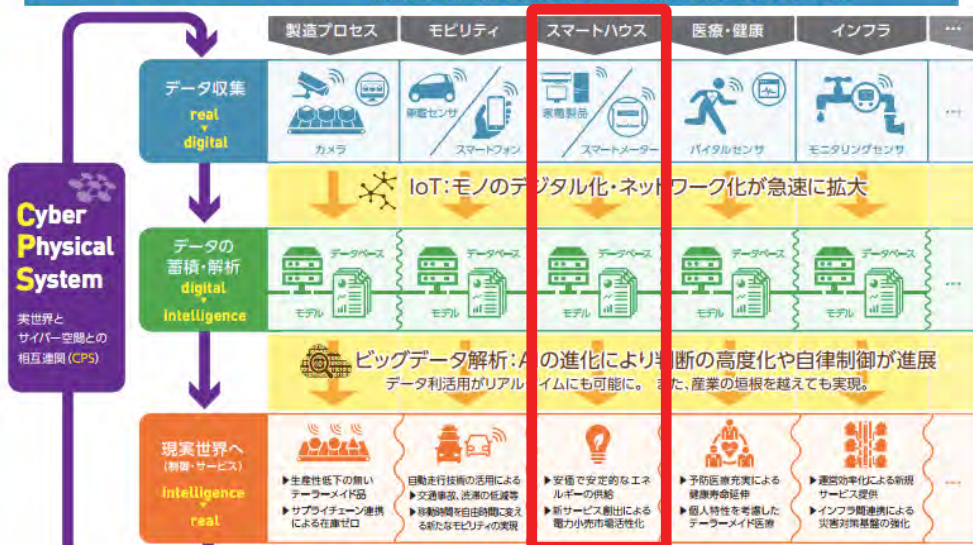 製造プロセス
モビリティ
スマートハウス
医療・健康
インフラ
…
データ収集
real
digital
カメラ
車載センサ
スマートフォン
家電製品
スマートメーター
バイタルセンサ
モニタリングセンサ
…
IoT:モノのデジタル化・ネットワーク化が急速に拡大
Cyber
Physical
System
実世界と
サイバー空間との
相互連関(CPS)
データの
蓄積・解析
digital
intelligence
データベース
モデル
データベース
モデル
データベース
モデル
データベース
モデル
データベース
モデル
…
ビッグデータ解析:AIの進化により判断の高度化や自律制御が進展
データ利活用がリアルタイムにも可能に。 また、産業の垣根を越えても実現。
現実世界へ
(制御・サービス)
intelligence
real
▶生産性低下の無い
テーラーメイド品
▶サプライチェーン連携
による在庫ゼロ
自動走行技術の活用による
▶交通事故、渋滞の低減等
▶移動時間を自由時間に変え
る新たなモビリティの実現
▶安価で安定的なエネ
ルギーの供給
▶新サービス創出による
電力小売市場活性化
▶予防医療充実による
健康寿命延伸
▶個人特性を考慮した
テーラーメイド医療
▶運営効率化による新規
サービス提供
▶インフラ間連携による
災害対策基盤の強化
…